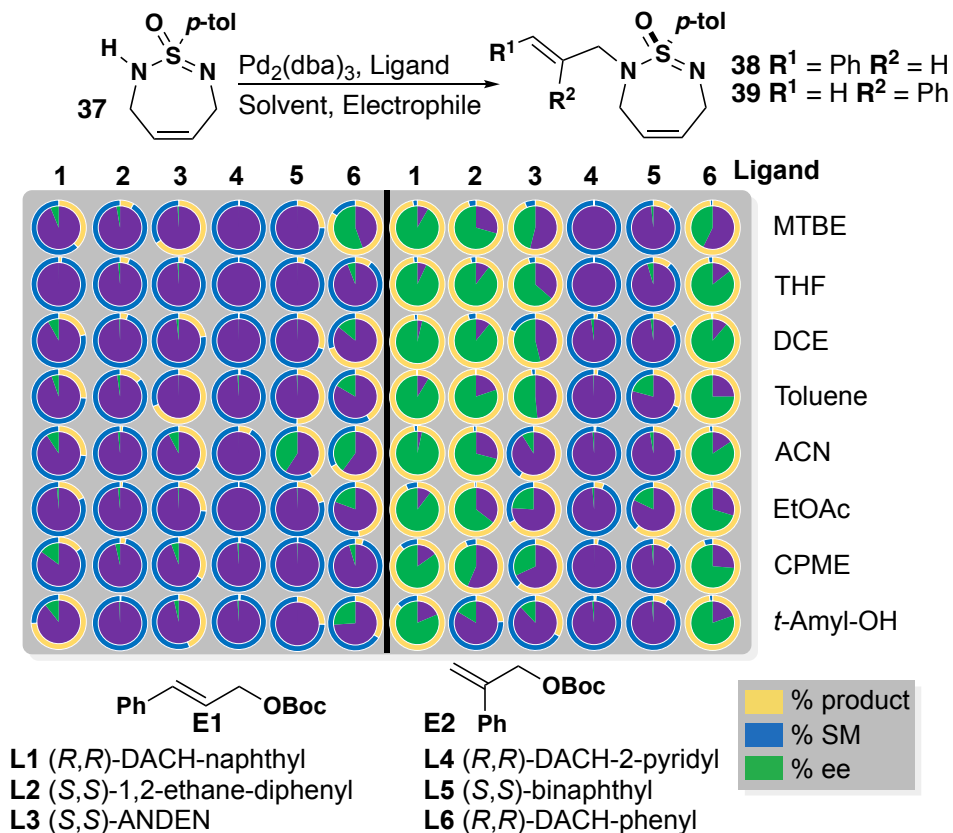 O p-tol
H
N S N
37
Pd2(dba)3, Ligand
Solvent, Electrophile
O p-tol
R1 N S N
R2
38 R1 = Ph R2 = H
39 R1 = H R2 = Ph
1 2 3 4 5 6 1 2 3 4 5 6 Ligand
MTBE
THF
DCE
Toluene
ACN
EtOAc
CPME
t-Amyl-OH
Ph OBoc
E1
E2 OBoc
Ph
% product
% SM
% ee
L1 (R,R)-DACH-naphthyl
L2 (S,S)-1,2-ethane-diphenyl
L3 (S,S)-ANDEN
L4 (R,R)-DACH-2-pyridyl
L5 (S,S)-binaphthyl
L6 (R,R)-DACH-phenyl